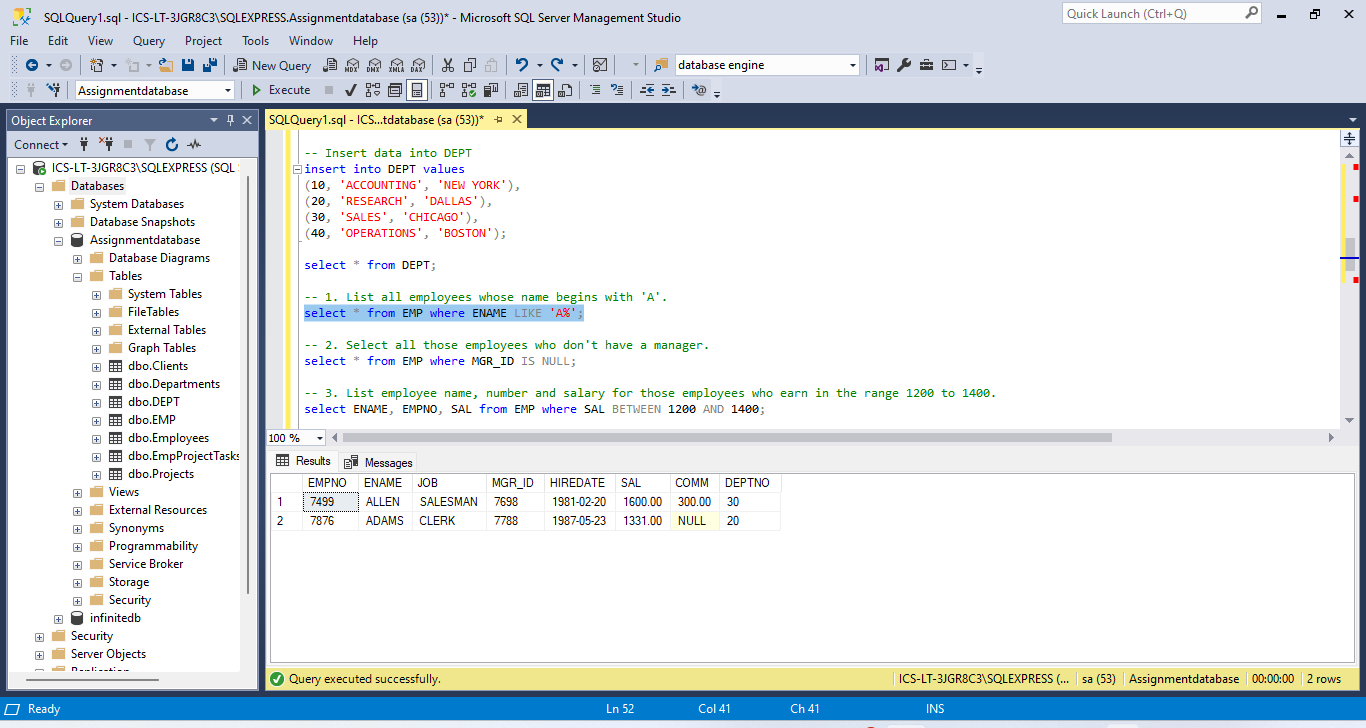 SQLQuery1.sql - ICS-LT-3JGR8C3\SQLEXPRESS.Assignmentdatabase (sa (53))* - Microsoft SQL Server Management Studio
Quick Launch (Ctrl+Q)
File Edit View Query Project Tools Window Help
New Query MDX DMX XMLA DAX database engine
Assignmentdatabase Execute
Object Explorer
Connect
ICS-LT-3JGR8C3\SQLEXPRESS (SQL
Databases
System Databases
Database Snapshots
Assignmentdatabase
Database Diagrams
Tables
System Tables
FileTables
External Tables
Graph Tables
dbo.Clients
dbo.Departments
dbo.DEPT
dbo.EMP
dbo.Employees
dbo.EmpProjectTasks
dbo.Projects
Views
External Resources
Synonyms
Programmability
Service Broker
Storage
Security
infinitedb
Security
Server Objects
Replication
SQLQuery1.sql - ICS...tdatabase (sa (53))*
-- Insert data into DEPT
insert into DEPT values
(10, 'ACCOUNTING', 'NEW YORK'),
(20, 'RESEARCH', 'DALLAS'),
(30, 'SALES', 'CHICAGO'),
(40, 'OPERATIONS', 'BOSTON');
select * from DEPT;
-- 1. List all employees whose name begins with 'A'.
select * from EMP where ENAME LIKE 'A%';
-- 2. Select all those employees who don't have a manager.
select * from EMP where MGR_ID IS NULL;
-- 3. List employee name, number and salary for those employees who earn in the range 1200 to 1400.
select ENAME, EMPNO, SAL from EMP where SAL BETWEEN 1200 AND 1400;
100 %
Results Messages
EMPNO ENAME JOB MGR_ID HIREDATE SAL COMM DEPTNO
1 7499 ALLEN SALESMAN 7698 1981-02-20 1600.00 300.00 30
2 7876 ADAMS CLERK 7788 1987-05-23 1331.00 NULL 20
Query executed successfully. ICS-LT-3JGR8C3\SQLEXPRESS (... sa (53) Assignmentdatabase 00:00:00 2 rows
Ready Ln 52 Col 41 Ch 41 INS